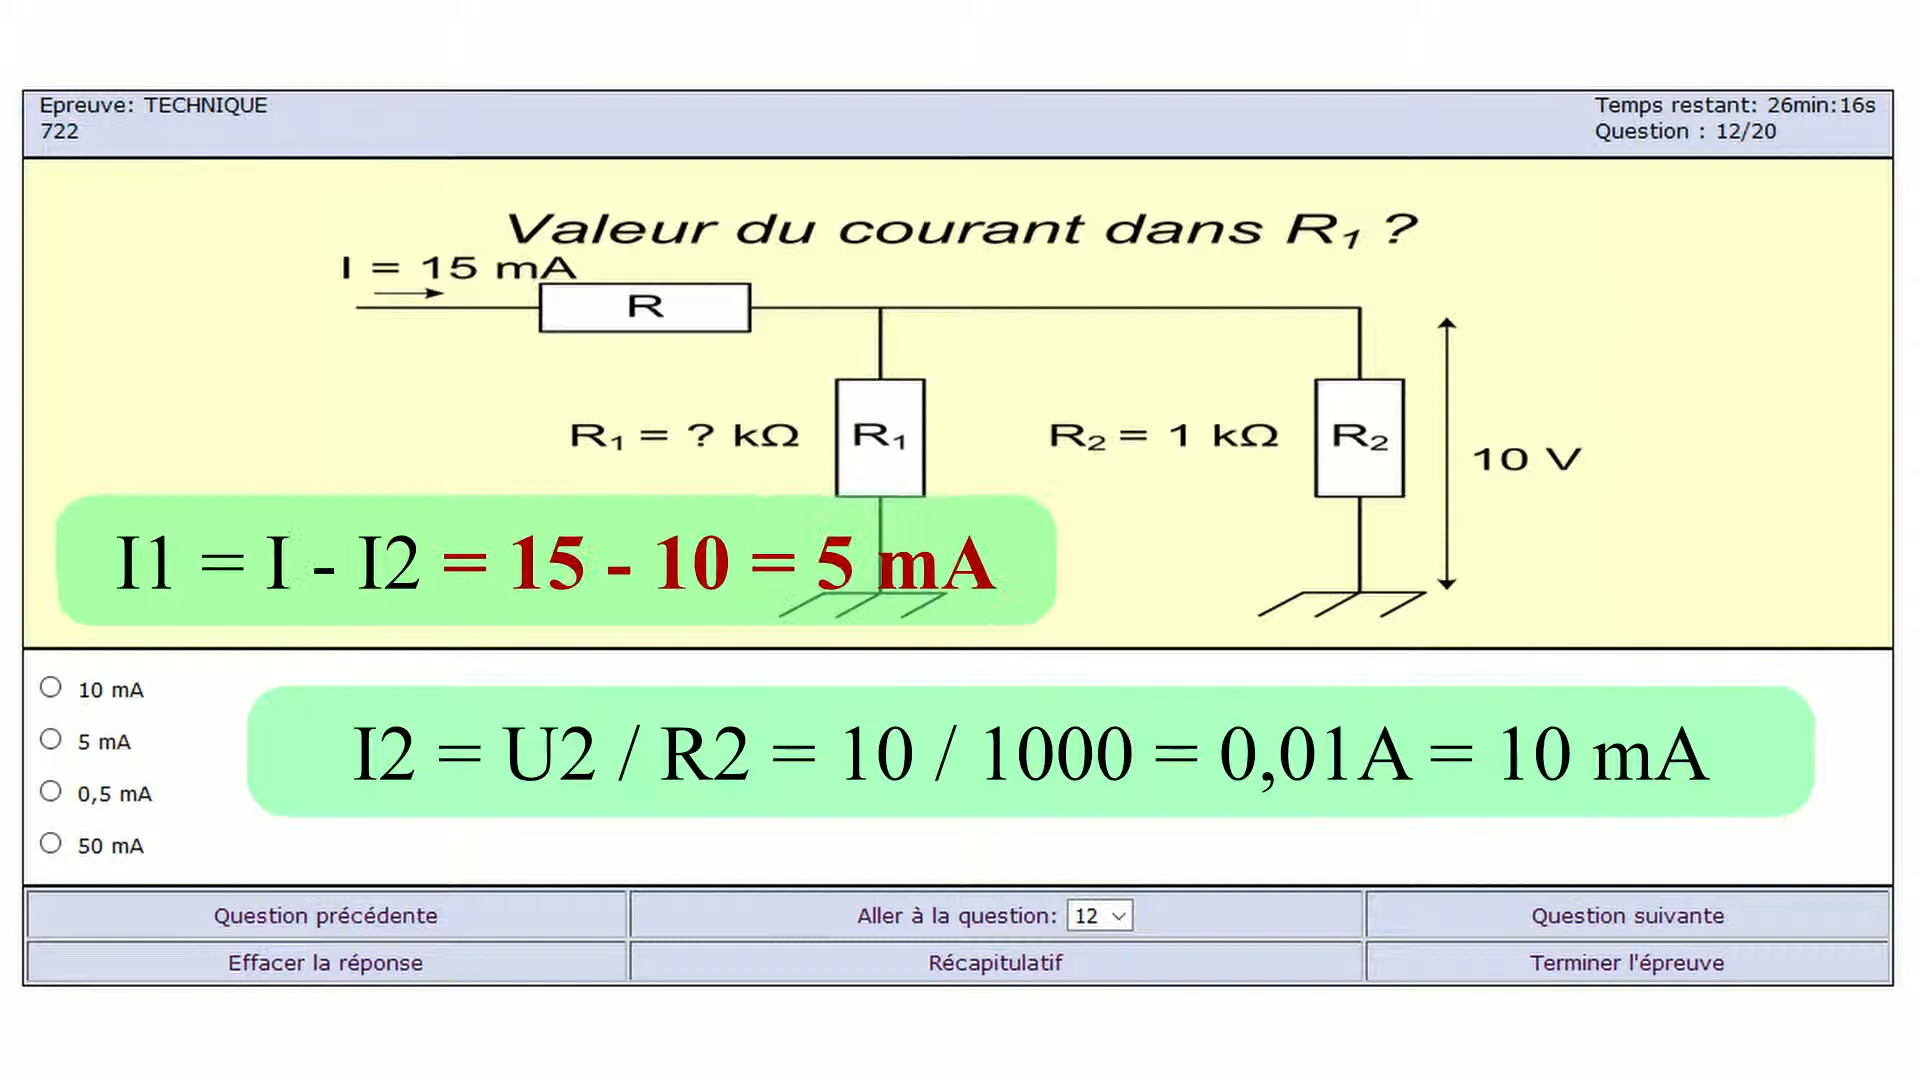 Epreuve: TECHNIQUE
722
Temps restant: 26min:16s
Question : 12/20
Valeur du courant dans R₁ ?
I = 15 mA
R
R₁ = ? kΩ
R₁
R₂ = 1 kΩ
R₂
10 V
I1 = I - I2 = 15 - 10 = 5 mA
10 mA
5 mA
0,5 mA
50 mA
I2 = U2 / R2 = 10 / 1000 = 0,01A = 10 mA
Question précédente
Aller à la question: 12
Question suivante
Effacer la réponse
Récapitulatif
Terminer l'épreuve